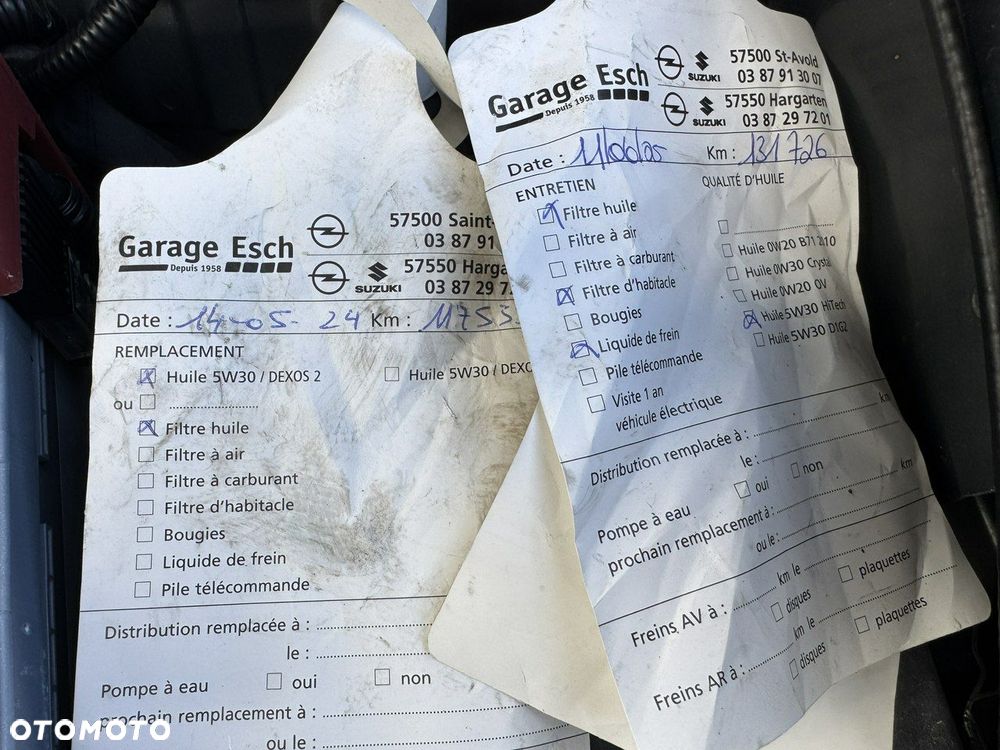 Garage Esch
Depuis 1958
57500 Saint-
03 87 91
SUZUKI
57550 Harga
03 87 29 7
Date : 14-05-24 Km : 11753
REMPLACEMENT
Huile 5W30 / DEXOS 2
Huile 5W30 / DEXO
ou
Filtre huile
Filtre à air
Filtre à carburant
Filtre d'habitacle
Bougies
Liquide de frein
Pile télécommande
Distribution remplacée à :
le :
Pompe à eau oui non
prochain remplacement à :
ou le :
Garage Esch
Depuis 1958
SUZUKI
57500 St-Avold
03 87 91 30 07
SUZUKI
57550 Hargarten
03 87 29 72 01
Date : Km : 131 726
ENTRETIEN
Filtre huile
Filtre à air
Filtre à carburant
Filtre d'habitacle
Bougies
Liquide de frein
Pile télécommande
Visite 1 an
véhicule électrique
QUALITÉ D'HUILE
Huile 0W20 B71 2010
Huile 0W30 Crystal
Huile 0W20 0V
Huile 5W30 HiTech
Huile 5W30 D1G2
Distribution remplacée à : km
le :
Pompe à eau oui non
prochain remplacement à : km
ou le :
Freins AV à : km le
disques plaquettes
Freins AR à : km le
disques plaquettes
OTOMOTO